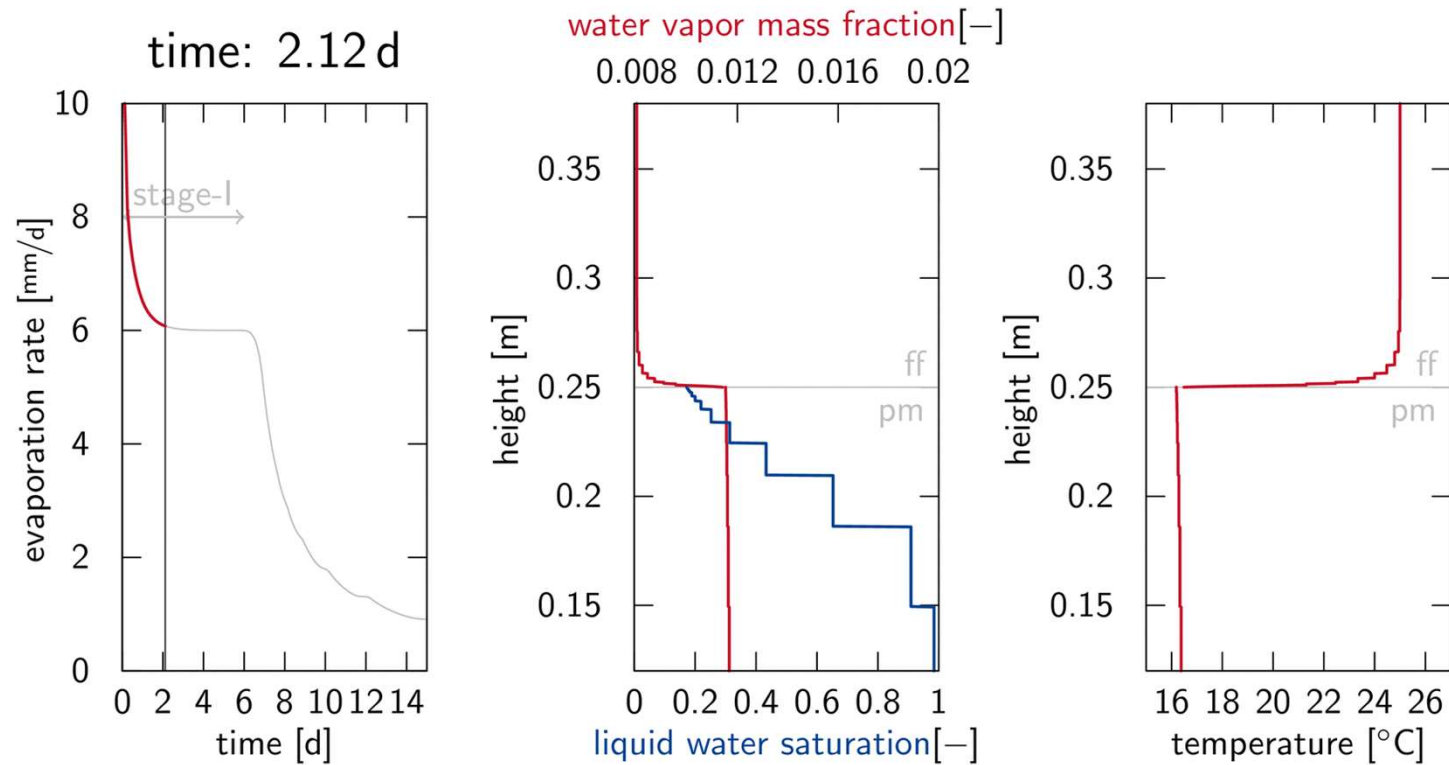 time: 2.12 d
evaporation rate [mm/d]
10
8
6
4
2
0
stage-I
0 2 4 6 8 10 12 14
time [d]
water vapor mass fraction[−]
0.008 0.012 0.016 0.02
height [m]
0.35
0.3
0.25
0.2
0.15
ff
pm
0 0.2 0.4 0.6 0.8 1
liquid water saturation[−]
height [m]
0.35
0.3
0.25
0.2
0.15
ff
pm
16 18 20 22 24 26
temperature [°C]